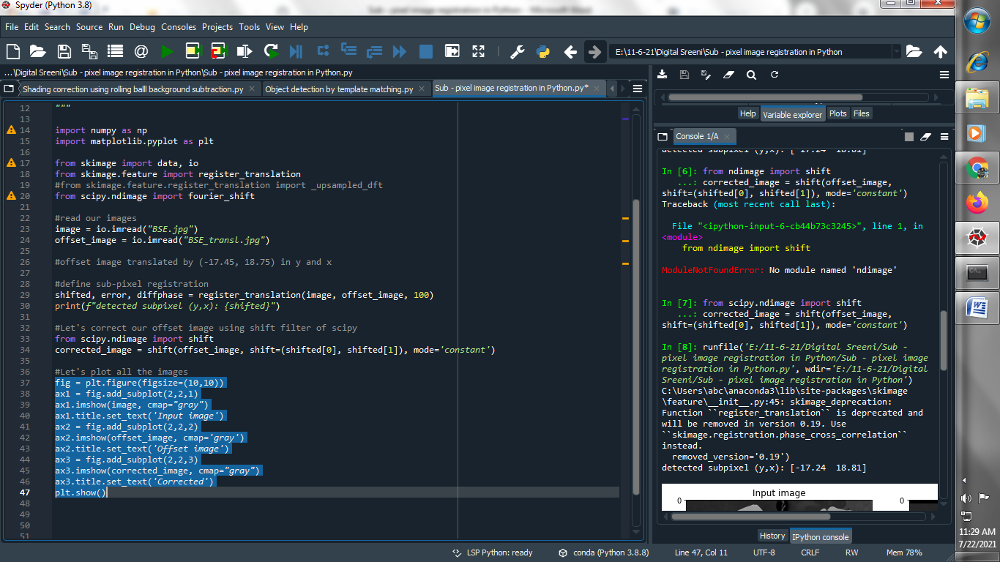 Spyder (Python 3.8)
Sub - pixel image registration in Python - Microsoft Word
File Edit Search Source Run Debug Consoles Projects Tools View Help
E:\11-6-21\Digital Sreeni\Sub - pixel image registration in Python
...\Digital Sreeni\Sub - pixel image registration in Python\Sub - pixel image registration in Python.py
Shading correction using rolling balll background subtraction.py
Object detection by template matching.py
Sub - pixel image registration in Python.py*
12 """
13
14 import numpy as np
15 import matplotlib.pyplot as plt
16
17 from skimage import data, io
18 from skimage.feature import register_translation
19 #from skimage.feature.register_translation import _upsampled_dft
20 from scipy.ndimage import fourier_shift
21
22 #read our images
23 image = io.imread("BSE.jpg")
24 offset_image = io.imread("BSE_transl.jpg")
25
26 #offset image translated by (-17.45, 18.75) in y and x
27
28 #define sub-pixel registration
29 shifted, error, diffphase = register_translation(image, offset_image, 100)
30 print(f"detected subpixel (y,x): {shifted}")
31
32 #Let's correct our offset image using shift filter of scipy
33 from scipy.ndimage import shift
34 corrected_image = shift(offset_image, shift=(shifted[0], shifted[1]), mode='constant')
35
36 #Let's plot all the images
37 fig = plt.figure(figsize=(10,10))
38 ax1 = fig.add_subplot(2,2,1)
39 ax1.imshow(image, cmap="gray")
40 ax1.title.set_text('Input image')
41 ax2 = fig.add_subplot(2,2,2)
42 ax2.imshow(offset_image, cmap='gray')
43 ax2.title.set_text('Offset image')
44 ax3 = fig.add_subplot(2,2,3)
45 ax3.imshow(corrected_image, cmap="gray")
46 ax3.title.set_text('Corrected')
47 plt.show()
48
49
50
51
Help Variable explorer Plots Files
Console 1/A
detected subpixel (y,x): [-17.24 18.81]
In [6]: from ndimage import shift
...: corrected_image = shift(offset_image,
shift=(shifted[0], shifted[1]), mode='constant')
Traceback (most recent call last):
File "<ipython-input-6-cb44b73c3245>", line 1, in
<module>
from ndimage import shift
ModuleNotFoundError: No module named 'ndimage'
In [7]: from scipy.ndimage import shift
...: corrected_image = shift(offset_image,
shift=(shifted[0], shifted[1]), mode='constant')
In [8]: runfile('E:/11-6-21/Digital Sreeni/Sub -
pixel image registration in Python/Sub - pixel image
registration in Python.py', wdir='E:/11-6-21/Digital
Sreeni/Sub - pixel image registration in Python')
C:\Users\abc\anaconda3\lib\site-packages\skimage
\feature\__init__.py:45: skimage_deprecation:
Function ``register_translation`` is deprecated and
will be removed in version 0.19. Use
``skimage.registration.phase_cross_correlation``
instead.
removed_version='0.19')
detected subpixel (y,x): [-17.24 18.81]
Input image
0 0
History IPython console
LSP Python: ready conda (Python 3.8.8) Line 47, Col 11 UTF-8 CRLF RW Mem 78%
11:29 AM
7/22/2021